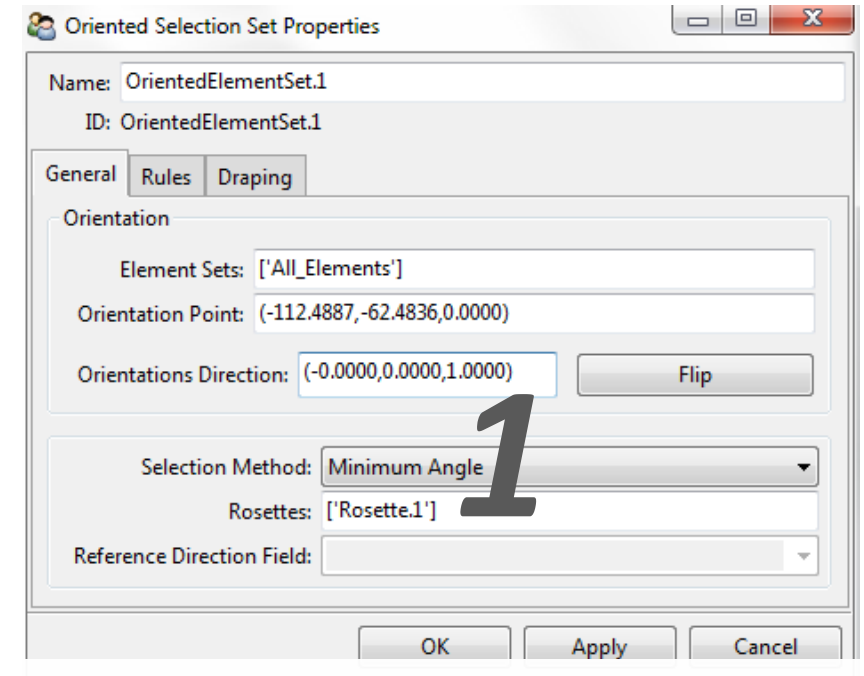 Oriented Selection Set Properties
Name: OrientedElementSet.1
ID: OrientedElementSet.1
General Rules Draping
Orientation
Element Sets: ['All_Elements']
Orientation Point: (-112.4887,-62.4836,0.0000)
Orientations Direction: (-0.0000,0.0000,1.0000) Flip
1
Selection Method: Minimum Angle
Rosettes: ['Rosette.1']
Reference Direction Field:
OK Apply Cancel